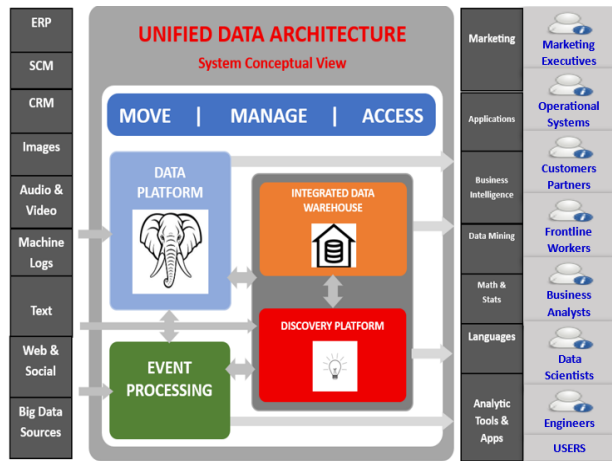 ERP
SCM
CRM
Images
Audio &
Video
Machine
Logs
Text
Web &
Social
Big Data
Sources
UNIFIED DATA ARCHITECTURE
System Conceptual View
MOVE | MANAGE | ACCESS
DATA
PLATFORM
INTEGRATED DATA
WAREHOUSE
DISCOVERY PLATFORM
EVENT
PROCESSING
Marketing
Applications
Business
Intelligence
Data Mining
Math &
Stats
Languages
Analytic
Tools &
Apps
Marketing
Executives
Operational
Systems
Customers
Partners
Frontline
Workers
Business
Analysts
Data
Scientists
Engineers
USERS